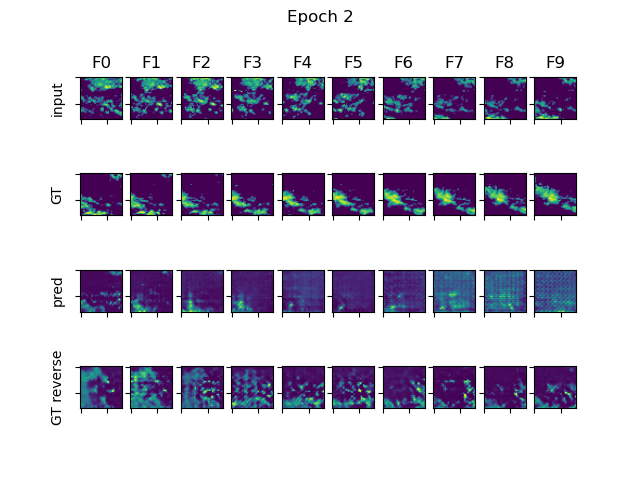 Epoch 2
F0 F1 F2 F3 F4 F5 F6 F7 F8 F9
input
GT
pred
GT reverse